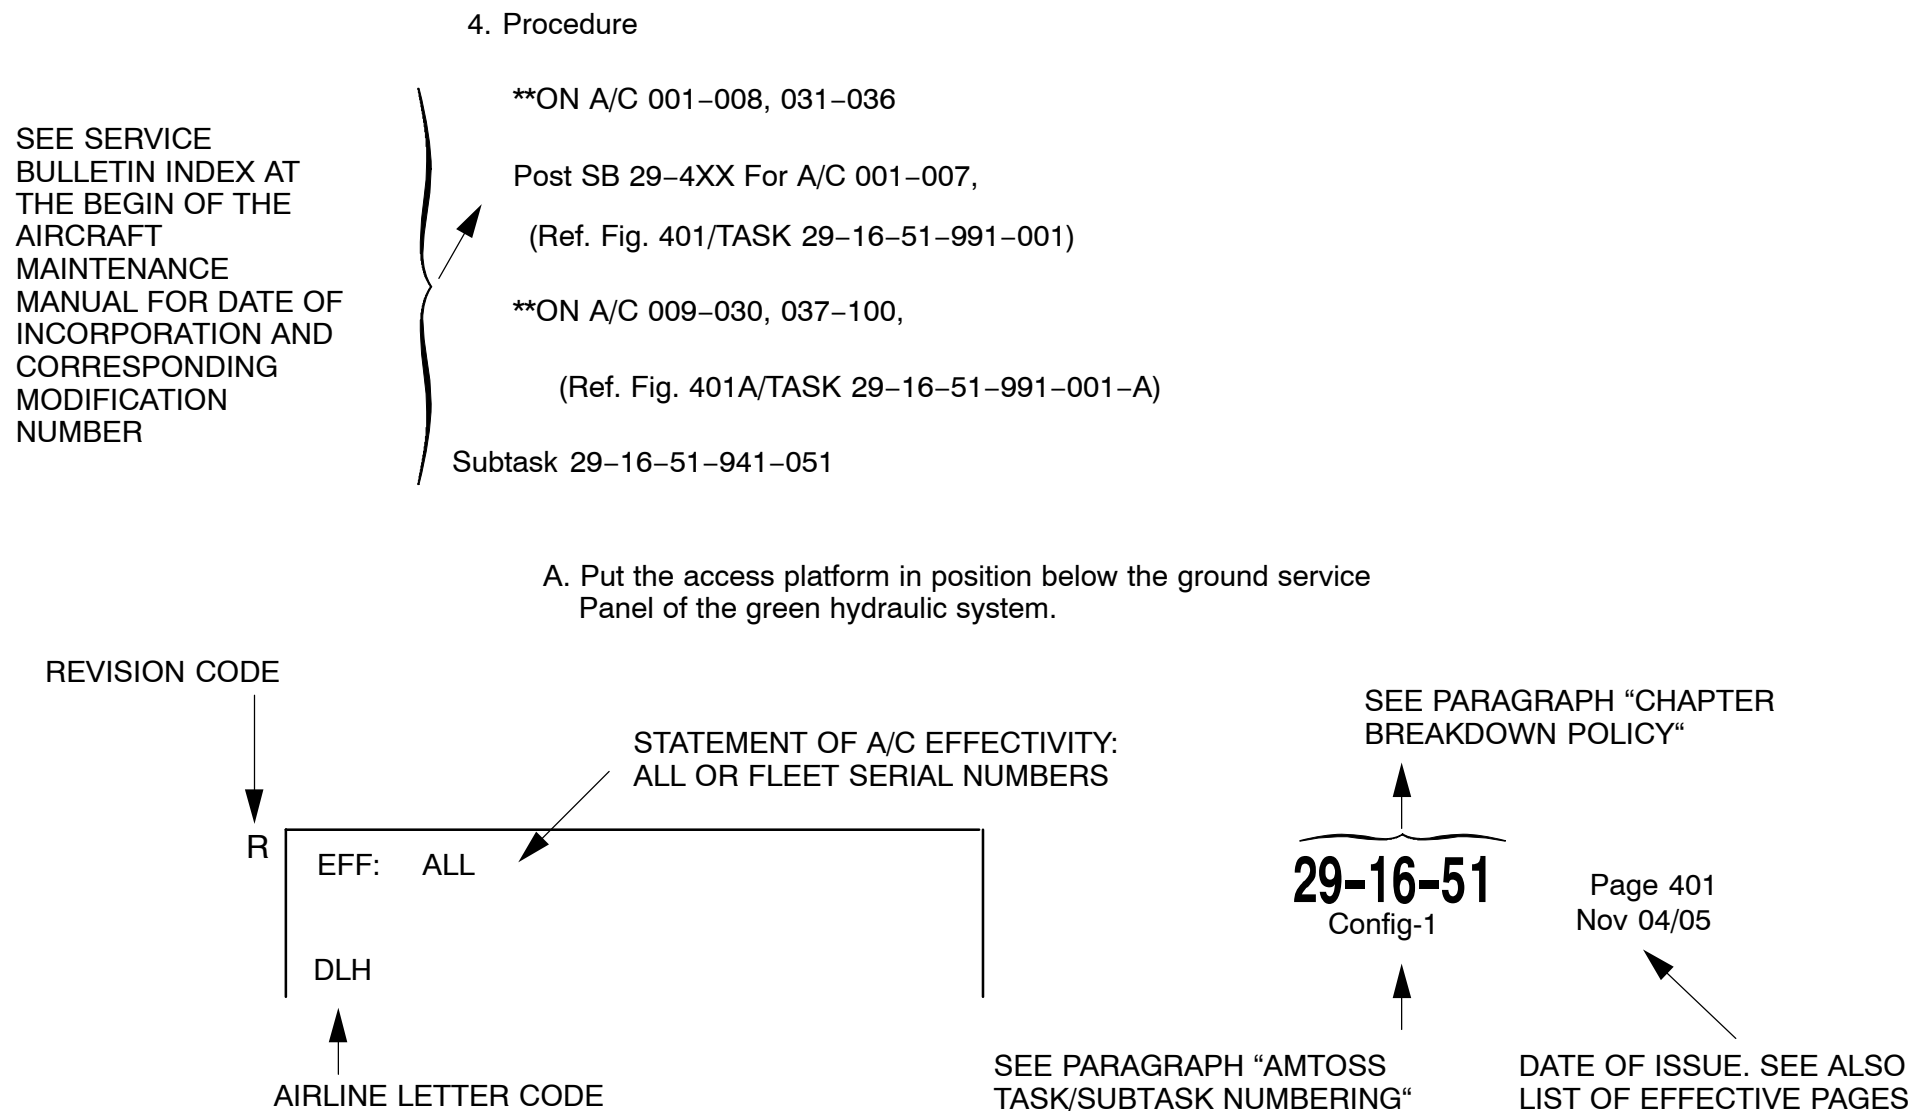 4. Procedure
**ON A/C 001–008, 031–036
SEE SERVICE
BULLETIN INDEX AT
THE BEGIN OF THE
AIRCRAFT
MAINTENANCE
MANUAL FOR DATE OF
INCORPORATION AND
CORRESPONDING
MODIFICATION
NUMBER
Post SB 29–4XX For A/C 001–007,
(Ref. Fig. 401/TASK 29–16–51–991–001)
**ON A/C 009–030, 037–100,
(Ref. Fig. 401A/TASK 29–16–51–991–001–A)
Subtask 29–16–51–941–051
A. Put the access platform in position below the ground service
Panel of the green hydraulic system.
REVISION CODE
STATEMENT OF A/C EFFECTIVITY:
ALL OR FLEET SERIAL NUMBERS
SEE PARAGRAPH “CHAPTER
BREAKDOWN POLICY“
R
EFF: ALL
DLH
29–16–51
Config-1
Page 401
Nov 04/05
AIRLINE LETTER CODE
SEE PARAGRAPH “AMTOSS
TASK/SUBTASK NUMBERING“
DATE OF ISSUE. SEE ALSO
LIST OF EFFECTIVE PAGES